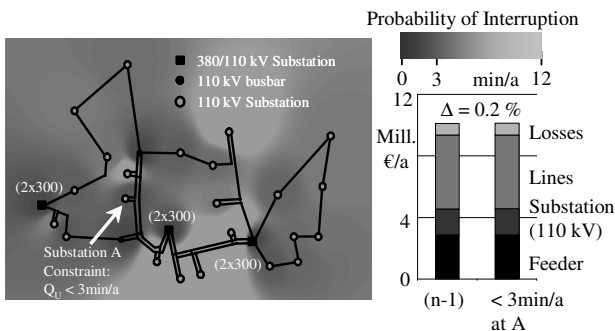 Probability of Interruption
0 3 min/a 12
380/110 kV Substation
110 kV busbar
110 kV Substation
(2x300)
(2x300)
(2x300)
Substation A
Constraint:
Q_U < 3min/a
12
Δ = 0.2 %
Mill.
€/a
4
0
Losses
Lines
Substation
(110 kV)
Feeder
(n-1)
< 3min/a
at A